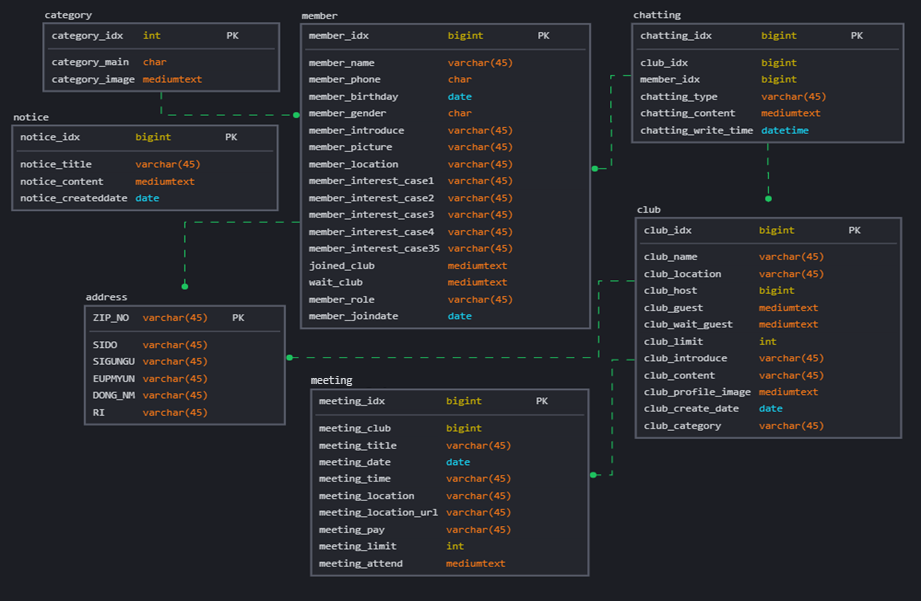 category
category_idx int PK
category_main char
category_image mediumtext
notice
notice_idx bigint PK
notice_title varchar(45)
notice_content mediumtext
notice_createddate date
member
member_idx bigint PK
member_name varchar(45)
member_phone char
member_birthday date
member_gender char
member_introduce varchar(45)
member_picture varchar(45)
member_location varchar(45)
member_interest_case1 varchar(45)
member_interest_case2 varchar(45)
member_interest_case3 varchar(45)
member_interest_case4 varchar(45)
member_interest_case35 varchar(45)
joined_club mediumtext
wait_club mediumtext
member_role varchar(45)
member_joindate date
chatting
chatting_idx bigint PK
club_idx bigint
member_idx bigint
chatting_type varchar(45)
chatting_content mediumtext
chatting_write_time datetime
address
ZIP_NO varchar(45) PK
SIDO varchar(45)
SIGUNGU varchar(45)
EUPMYUN varchar(45)
DONG_NM varchar(45)
RI varchar(45)
club
club_idx bigint PK
club_name varchar(45)
club_location varchar(45)
club_host bigint
club_guest mediumtext
club_wait_guest mediumtext
club_limit int
club_introduce varchar(45)
club_content varchar(45)
club_profile_image mediumtext
club_create_date date
club_category varchar(45)
meeting
meeting_idx bigint PK
meeting_club bigint
meeting_title varchar(45)
meeting_date date
meeting_time varchar(45)
meeting_location varchar(45)
meeting_location_url varchar(45)
meeting_pay varchar(45)
meeting_limit int
meeting_attend mediumtext